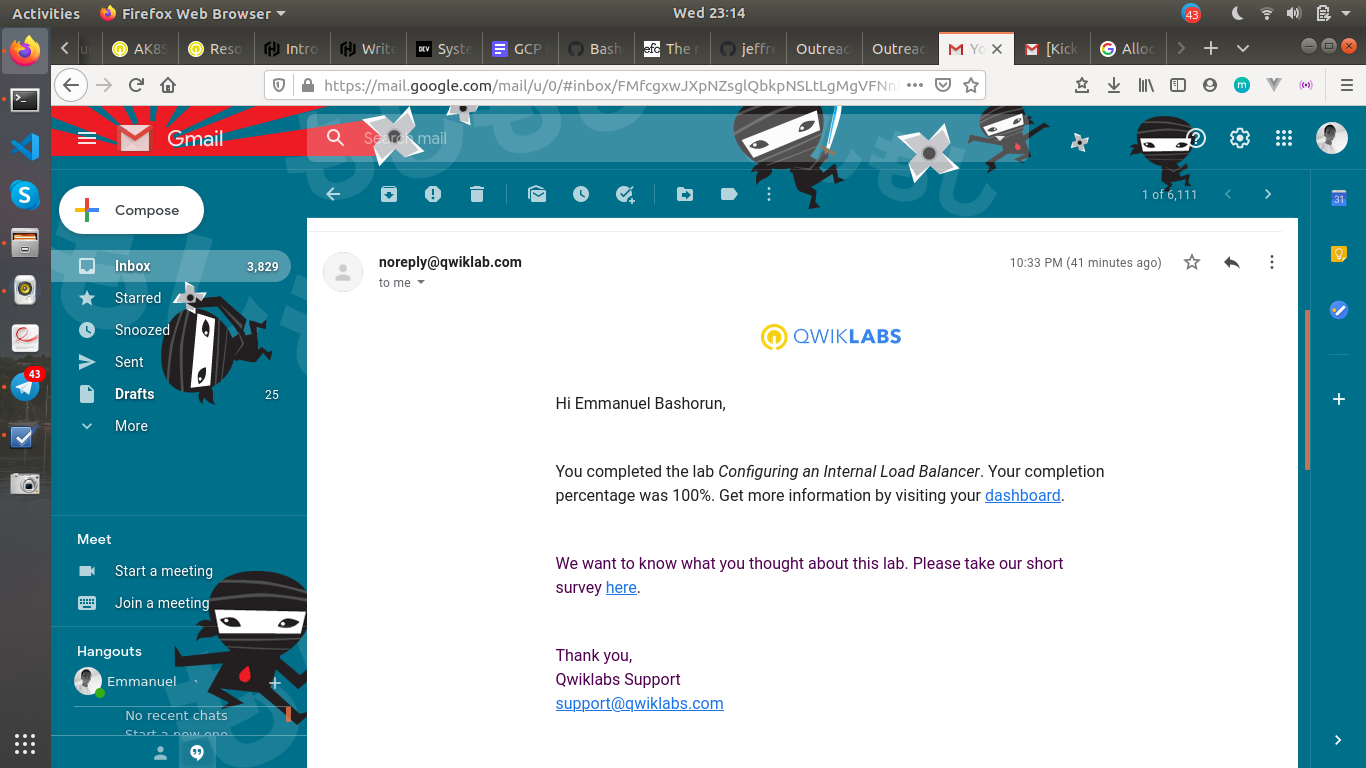 Activities
Firefox Web Browser
Wed 23:14
43
AK8S
Reso
Intro
Write
DEV
Syste
GCP
Bash
efc
The r
jeffre
Outreac
Outreac
Yo
[Kick
Alloc
https://mail.google.com/mail/u/0/#inbox/FMfcgxwJXpNZsglQbkpNSLtLgMgVFNn
Gmail
Search mail
Compose
1 of 6,111
Inbox
3,829
Starred
Snoozed
Sent
Drafts
25
More
Meet
Start a meeting
Join a meeting
Hangouts
Emmanuel
No recent chats
Start a new one
43
noreply@qwiklab.com
to me
10:33 PM (41 minutes ago)
QWIKLABS
Hi Emmanuel Bashorun,
You completed the lab Configuring an Internal Load Balancer. Your completion
percentage was 100%. Get more information by visiting your dashboard.
We want to know what you thought about this lab. Please take our short
survey here.
Thank you,
Qwiklabs Support
support@qwiklabs.com
31